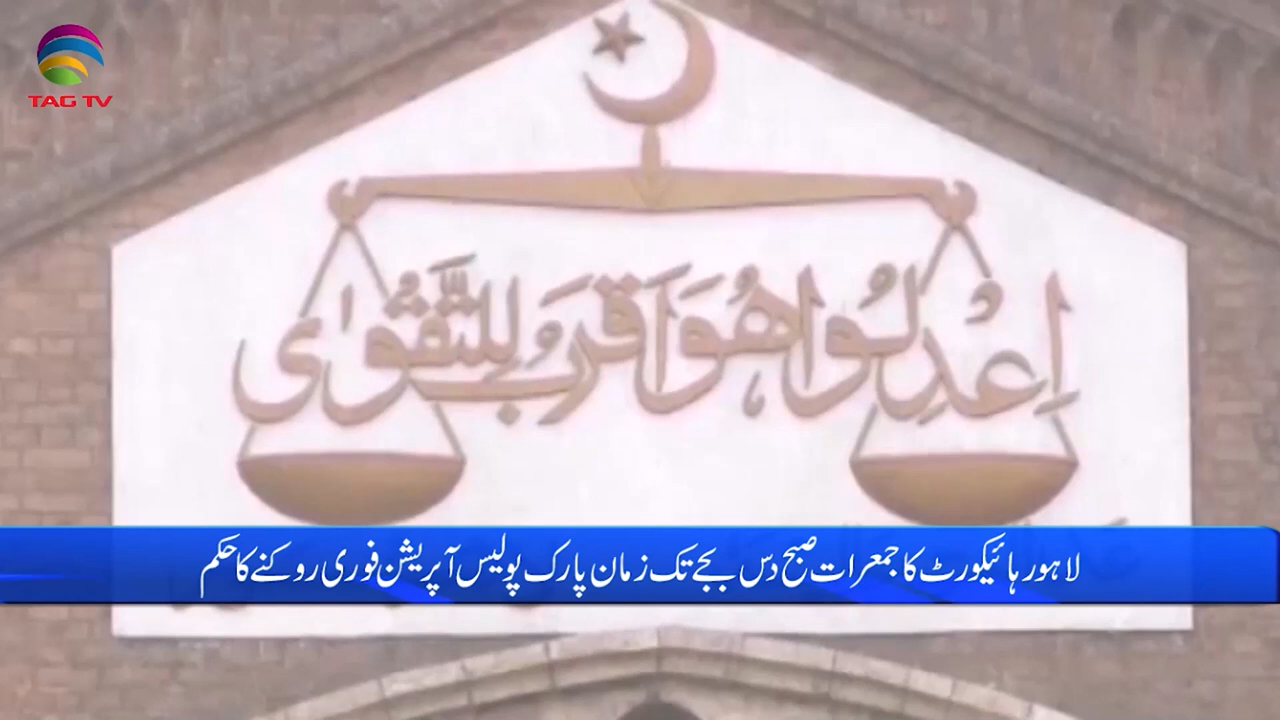 TAG TV
اِعْدِلُوا هُوَ اَقْرَبُ لِلتَّقْوٰى
لاہور ہائیکورٹ کا جمعرات صبح دس بجے تک زمان پارک پولیس آپریشن فوری روکنے کا حکم